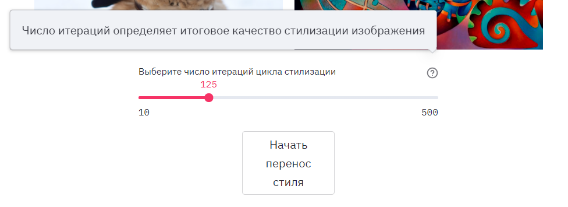 Число итераций определяет итоговое качество стилизации изображения
Выберите число итераций цикла стилизации
125
10 500
Начать
перенос
стиля